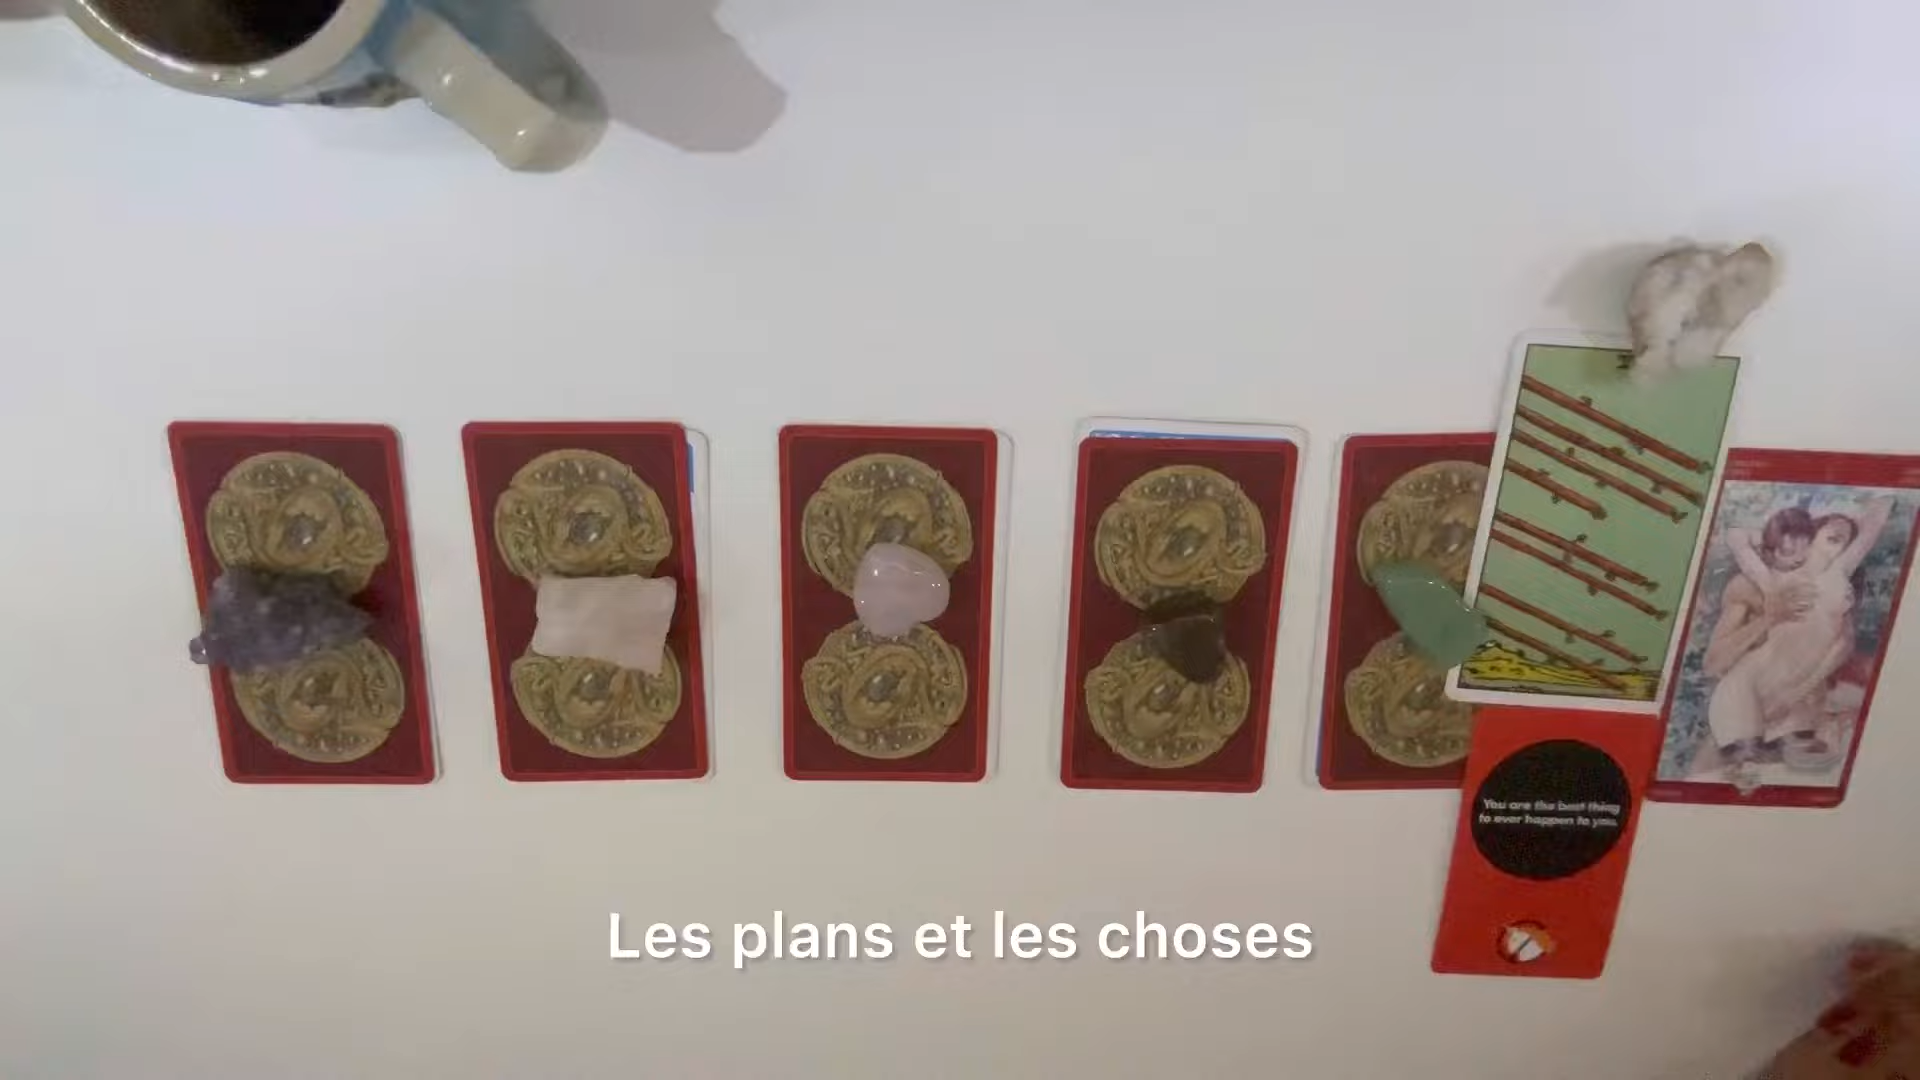 You are the best thing
to ever happen to you.
Les plans et les choses